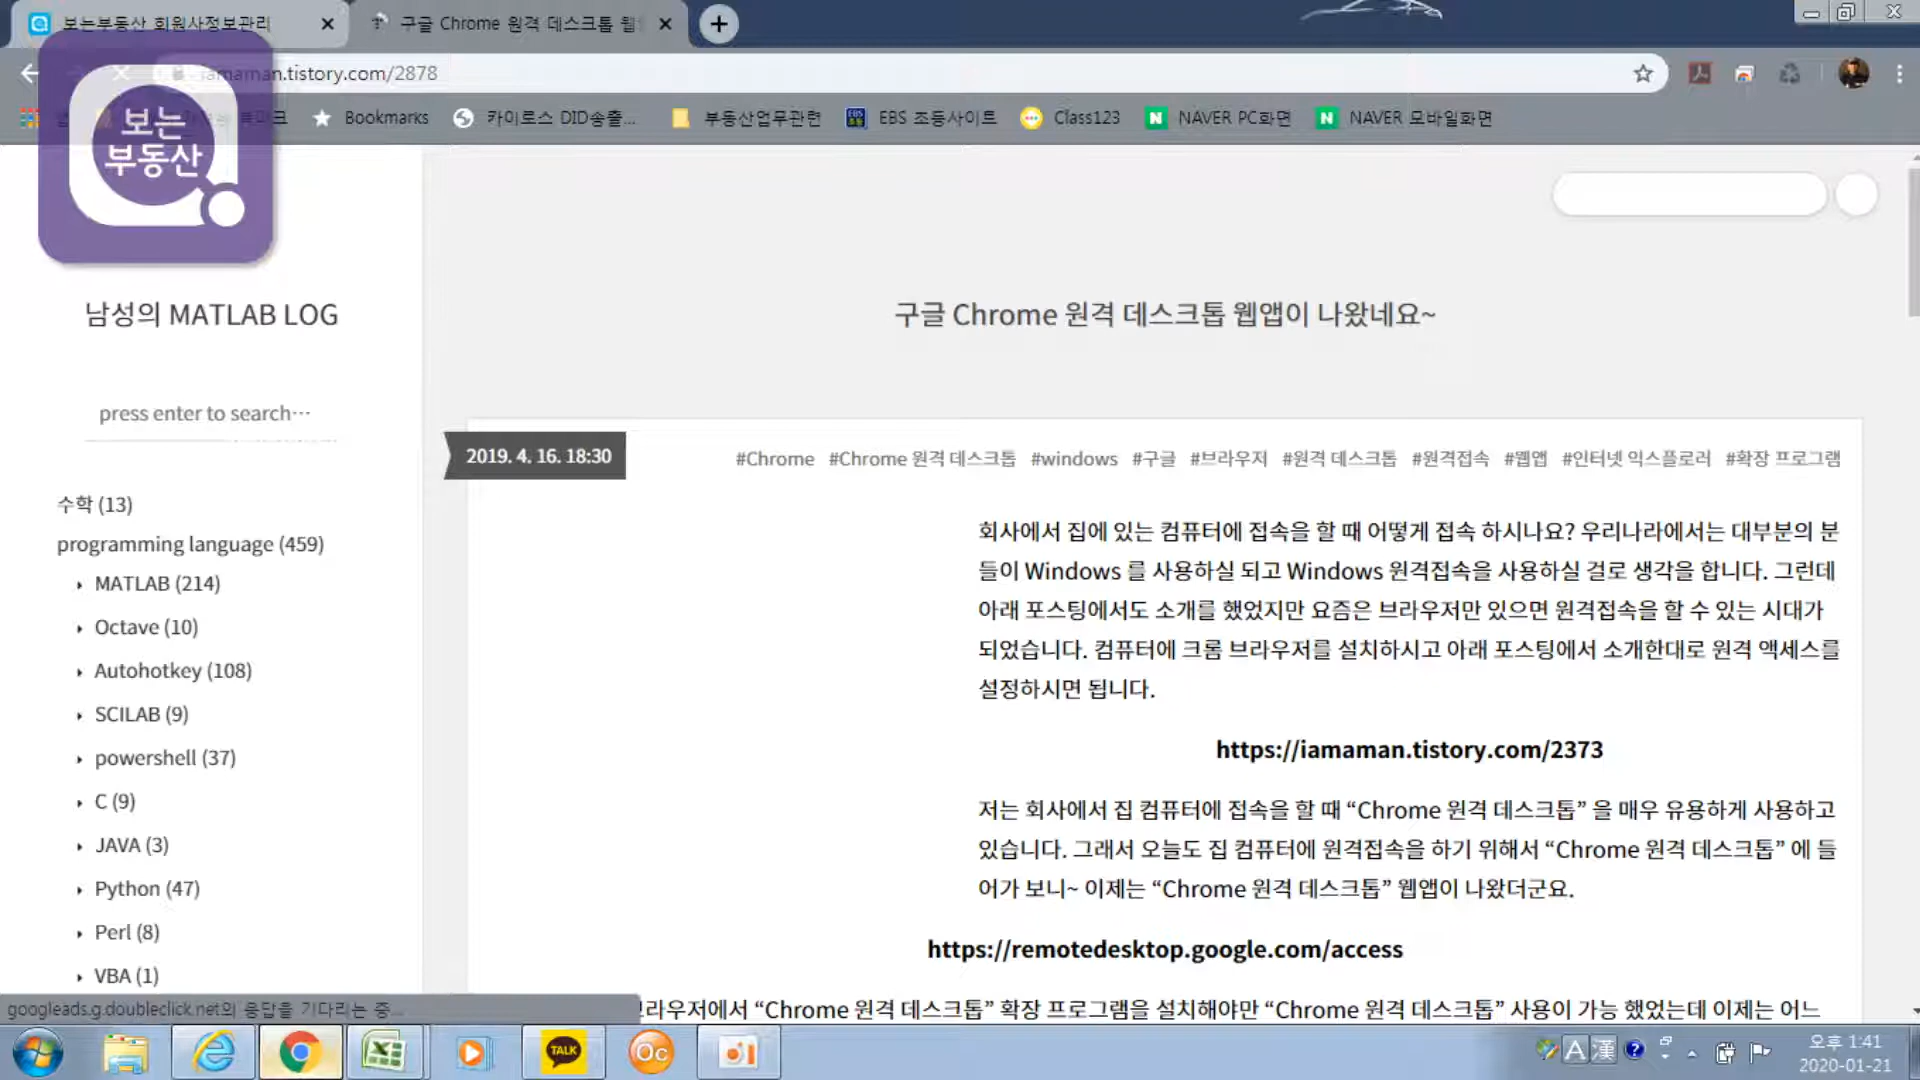 보는부동산 회원사정보관리
구글 Chrome 원격 데스크톱 웹
iamaman.tistory.com/2878
Bookmarks
카이로스 DID송출...
부동산업무관련
EBS 조등사이트
Class123
NAVER PC화면
NAVER 모바일화면
보는
부동산
남성의 MATLAB LOG
press enter to search···
수학 (13)
programming language (459)
MATLAB (214)
Octave (10)
Autohotkey (108)
SCILAB (9)
powershell (37)
C (9)
JAVA (3)
Python (47)
Perl (8)
VBA (1)
구글 Chrome 원격 데스크톱 웹앱이 나왔네요~
2019. 4. 16. 18:30
#Chrome #Chrome 원격 데스크톱 #windows #구글 #브라우저 #원격 데스크톱 #원격접속 #웹앱 #인터넷 익스플로러 #확장 프로그램
회사에서 집에 있는 컴퓨터에 접속을 할 때 어떻게 접속 하시나요? 우리나라에서는 대부분의 분
들이 Windows 를 사용하실 되고 Windows 원격접속을 사용하실 걸로 생각을 합니다. 그런데
아래 포스팅에서도 소개를 했었지만 요즘은 브라우저만 있으면 원격접속을 할 수 있는 시대가
되었습니다. 컴퓨터에 크롬 브라우저를 설치하시고 아래 포스팅에서 소개한대로 원격 액세스를
설정하시면 됩니다.
https://iamaman.tistory.com/2373
저는 회사에서 집 컴퓨터에 접속을 할 때 “Chrome 원격 데스크톱” 을 매우 유용하게 사용하고
있습니다. 그래서 오늘도 집 컴퓨터에 원격접속을 하기 위해서 “Chrome 원격 데스크톱” 에 들
어가 보니~ 이제는 “Chrome 원격 데스크톱” 웹앱이 나왔더군요.
https://remotedesktop.google.com/access
라우저에서 “Chrome 원격 데스크톱” 확장 프로그램을 설치해야만 “Chrome 원격 데스크톱” 사용이 가능 했었는데 이제는 어느
googleads.g.doubleclick.net의 응답을 기다리는 중...
TALK
Oc
A 漢
오후 1:41
2020-01-21